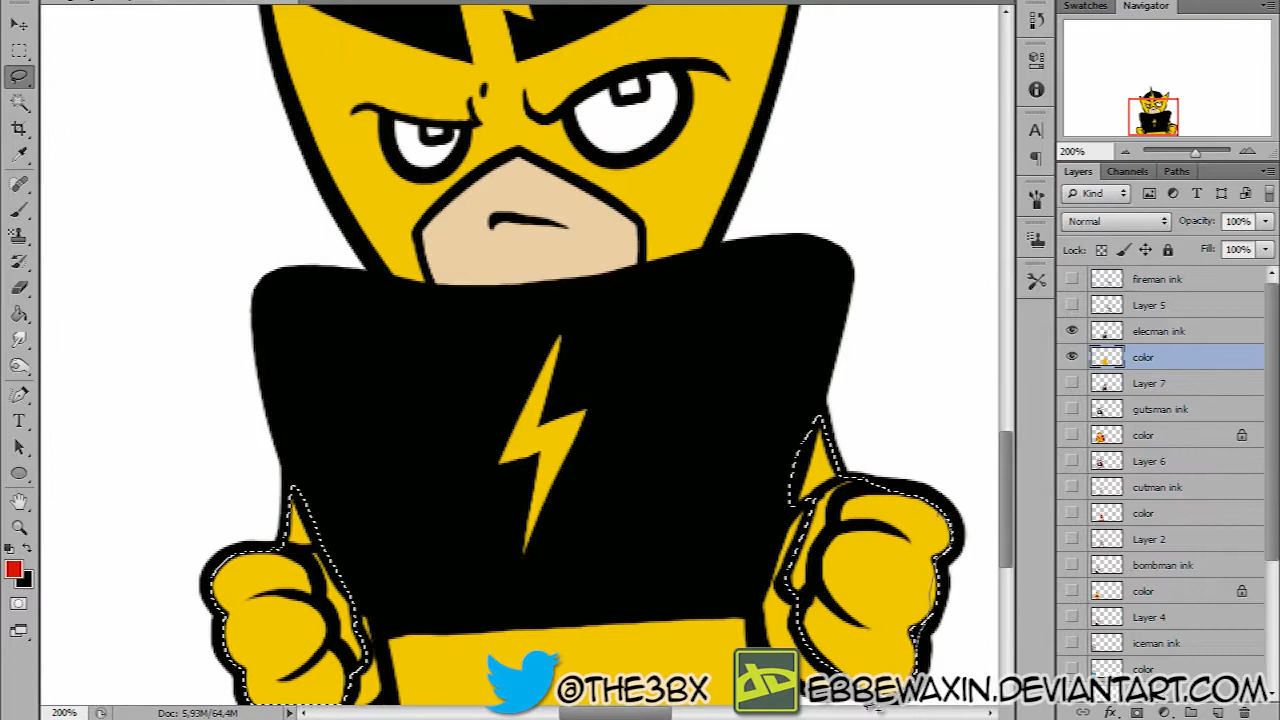 Swatches Navigator
200%
Layers Channels Paths
Kind
Normal Opacity: 100%
Lock: Fill: 100%
fireman ink
Layer 5
elecman ink
color
Layer 7
gutsman ink
color
Layer 6
cutman ink
color
Layer 2
bombman ink
color
Layer 4
iceman ink
color
@THE3BX
EBBEWAXIN.DEVIANTART.COM
200% Doc: 5,93M/64,4M